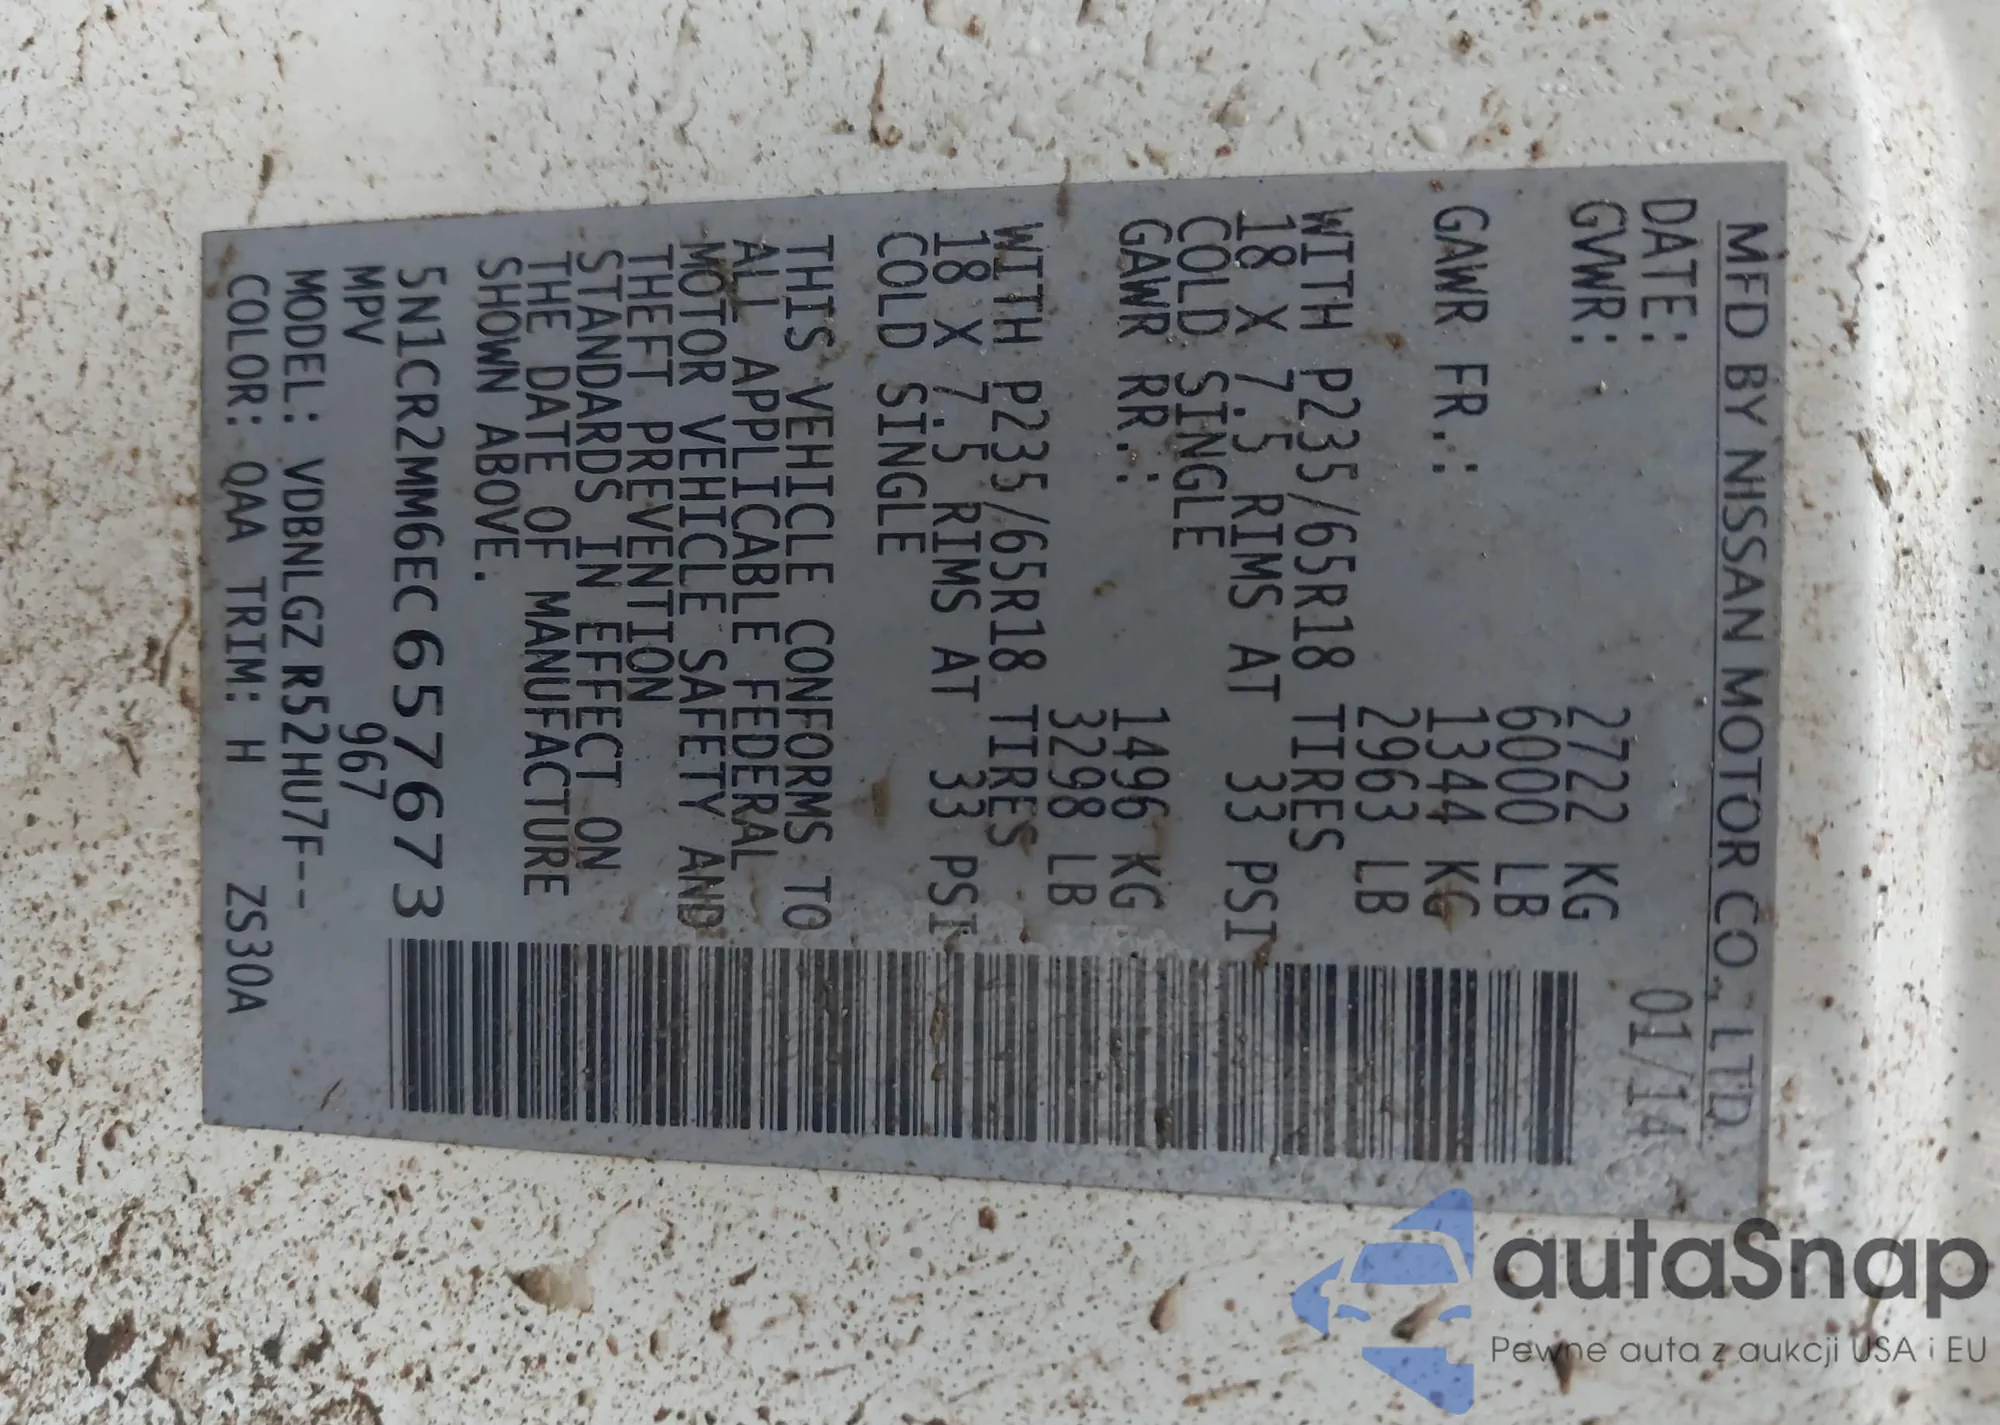 MFD BY NISSAN MOTOR CO., LTD.
DATE: 01/14
GVWR: 2722 KG
6000 LB
GAWR FR.: 1344 KG
2963 LB
WITH P235/65R18 TIRES
18 X 7.5 RIMS AT 33 PSI
COLD SINGLE
GAWR RR.: 1496 KG
3298 LB
WITH P235/65R18 TIRES
18 X 7.5 RIMS AT 33 PSI
COLD SINGLE
THIS VEHICLE CONFORMS TO
ALL APPLICABLE FEDERAL
MOTOR VEHICLE SAFETY AND
THEFT PREVENTION
STANDARDS IN EFFECT ON
THE DATE OF MANUFACTURE
SHOWN ABOVE.
5N1CR2MM6EC657673
MPV 967
MODEL: VDBNLGZ R52HU7F--
COLOR: QAA TRIM: H ZS30A
autaSnap
Pewne auta z aukcji USA i EU